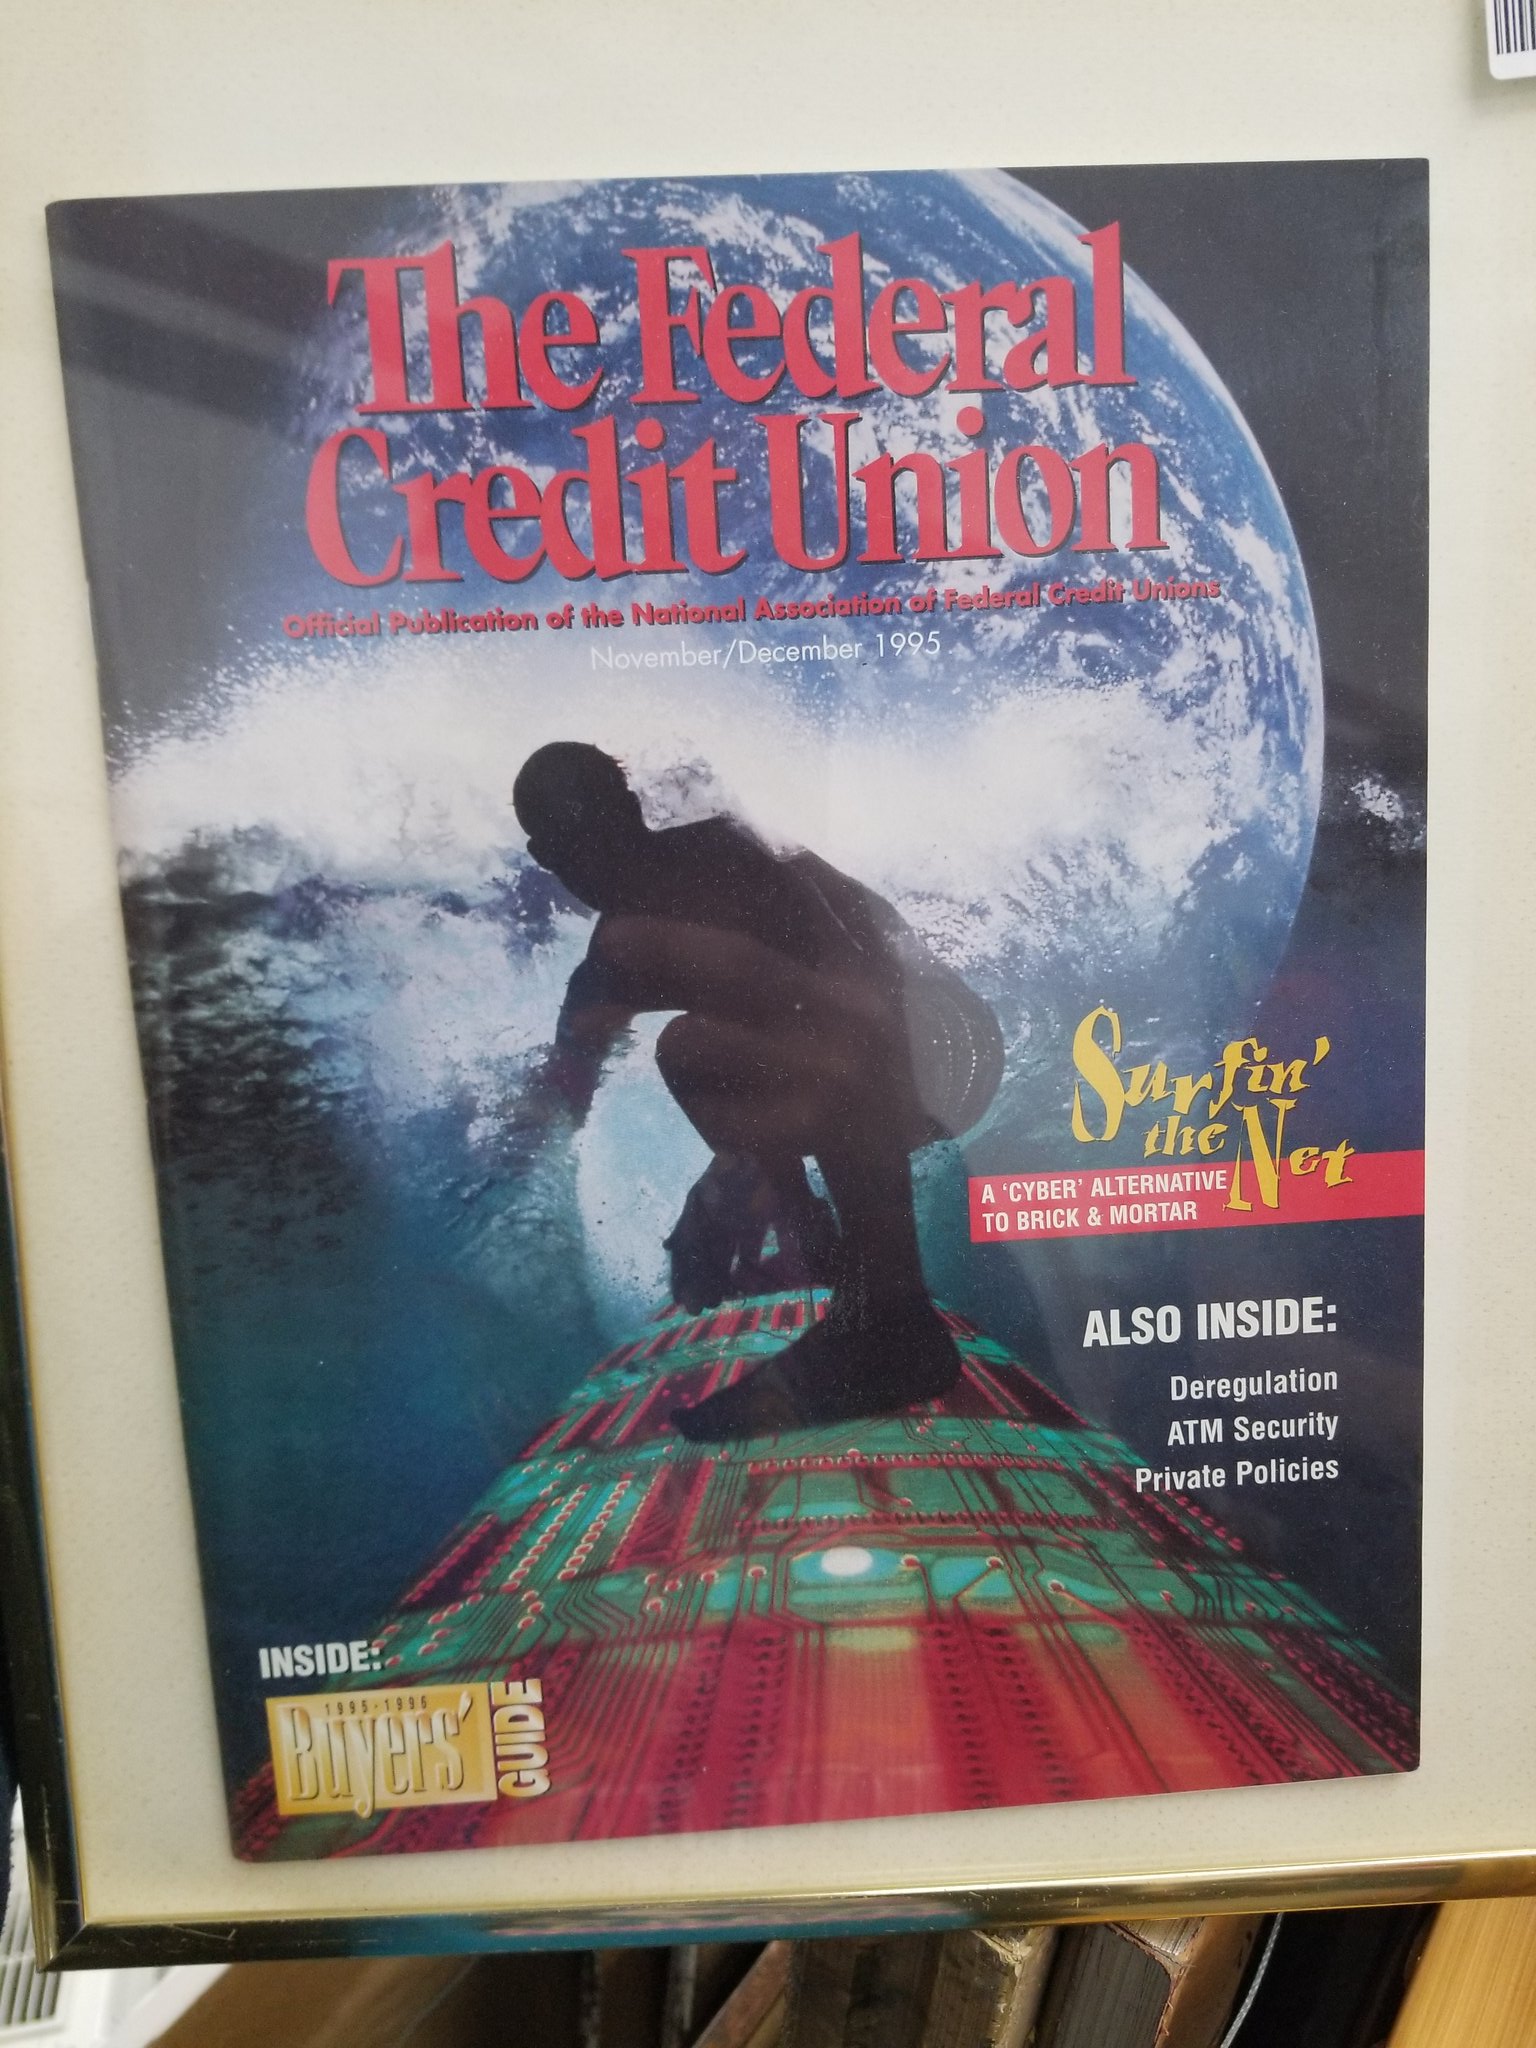 The Federal
Credit Union
Official Publication of the National Association of Federal Credit Unions
November/December 1995
Surfin'
the Net
A 'CYBER' ALTERNATIVE
TO BRICK & MORTAR
ALSO INSIDE:
Deregulation
ATM Security
Private Policies
INSIDE:
1995-1996
Buyers'
GUIDE